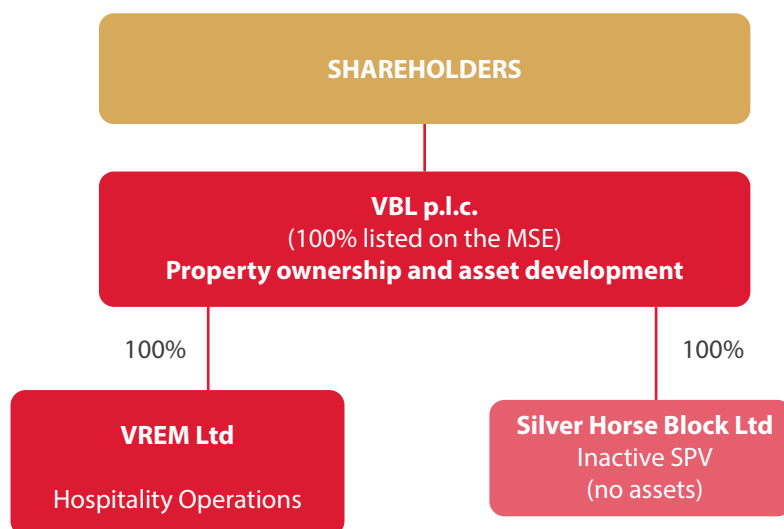 SHAREHOLDERS
VBL p.l.c.
(100% listed on the MSE)
Property ownership and asset development
100%
100%
VREM Ltd
Hospitality Operations
Silver Horse Block Ltd
Inactive SPV
(no assets)